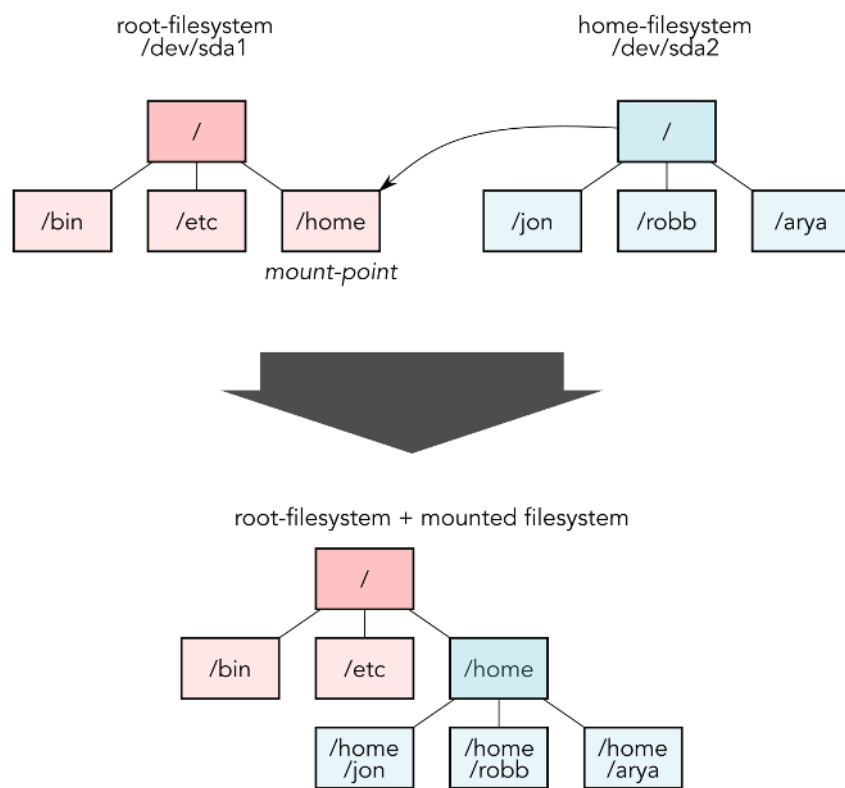 root-filesystem
/dev/sda1
home-filesystem
/dev/sda2
/
/
/bin
/etc
/home
/jon
/robb
/arya
mount-point
root-filesystem + mounted filesystem
/
/bin
/etc
/home
/home
/jon
/home
/robb
/home
/arya